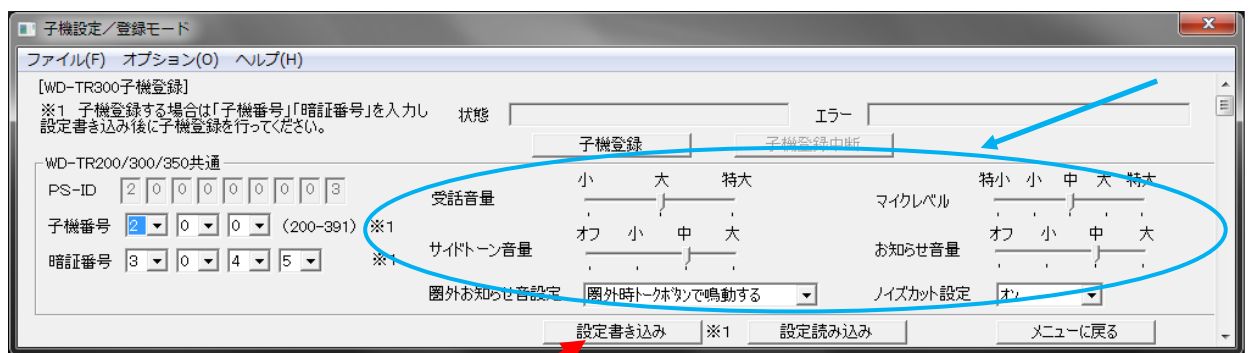 子機設定／登録モード
ファイル(F) オプション(O) ヘルプ(H)
[WD-TR300子機登録]
※1 子機登録する場合は「子機番号」「暗証番号」を入力し
設定書き込み後に子機登録を行ってください。
状態 エラー
子機登録 子機登録中断
WD-TR200/300/350共通
PS-ID 2 0 0 0 0 0 0 0 3
子機番号 2 0 0 (200-391) ※1
暗証番号 3 0 4 5 ※1
受話音量 小 大 特大
マイクレベル 特小 小 中 大 特大
サイドトーン音量 オフ 小 中 大
お知らせ音量 オフ 小 中 大
圏外お知らせ音設定 圏外時トークボタンで鳴動する
ノイズカット設定 オン
設定書き込み ※1 設定読み込み メニューに戻る